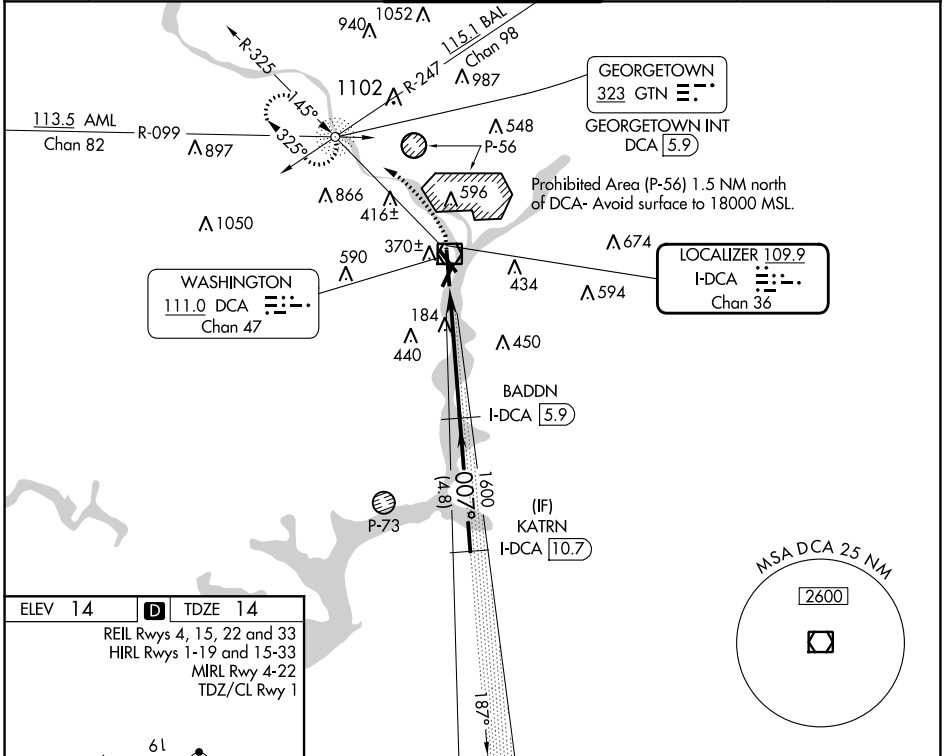 1052
940
115.1 BAL
Chan 98
R-247
R-325
1102
987
GEORGETOWN
323 GTN
GEORGETOWN INT
DCA 5.9
145°
325°
113.5 AML
Chan 82
R-099
897
548
P-56
596
Prohibited Area (P-56) 1.5 NM north
of DCA- Avoid surface to 18000 MSL.
866
416±
1050
370±
590
674
434
594
LOCALIZER 109.9
I-DCA
Chan 36
WASHINGTON
111.0 DCA
Chan 47
184
440
450
BADDN
I-DCA 5.9
1600
007°
(4.8)
(IF)
KATRN
I-DCA 10.7
P-73
MSA DCA 25 NM
2600
187°
ELEV 14 D TDZE 14
REIL Rwys 4, 15, 22 and 33
HIRL Rwys 1-19 and 15-33
MIRL Rwy 4-22
TDZ/CL Rwy 1
19